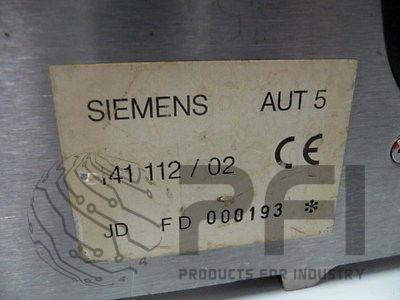 SIEMENS AUT 5
.41 112 / 02 CE
JD FD 000193 *
PFI
PRODUCTS FOR INDUSTRY